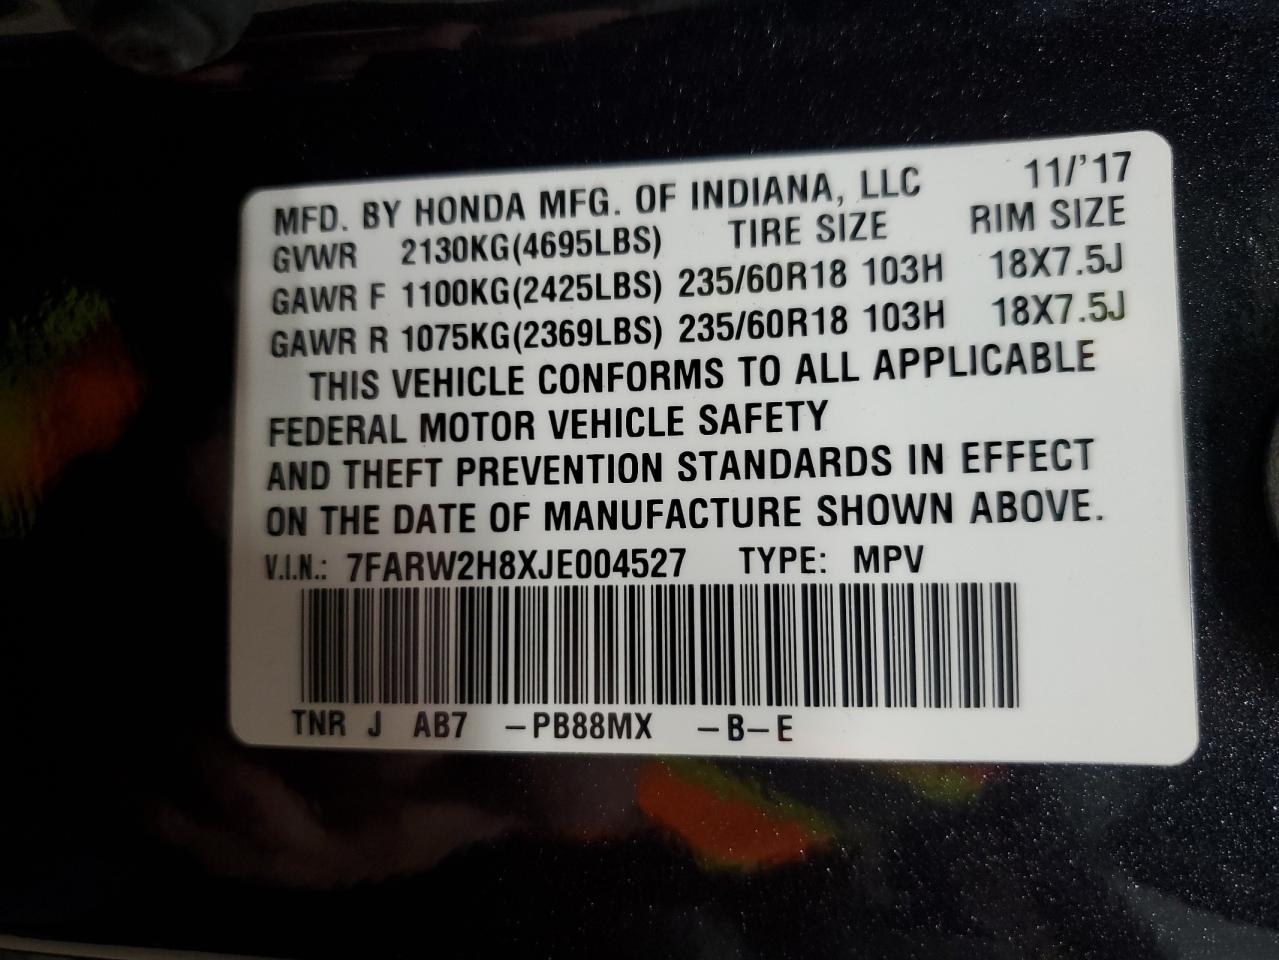 MFD. BY HONDA MFG. OF INDIANA, LLC 11/'17
GVWR 2130KG(4695LBS) TIRE SIZE RIM SIZE
GAWR F 1100KG(2425LBS) 235/60R18 103H 18X7.5J
GAWR R 1075KG(2369LBS) 235/60R18 103H 18X7.5J
THIS VEHICLE CONFORMS TO ALL APPLICABLE
FEDERAL MOTOR VEHICLE SAFETY
AND THEFT PREVENTION STANDARDS IN EFFECT
ON THE DATE OF MANUFACTURE SHOWN ABOVE.
V.I.N.: 7FARW2H8XJE004527 TYPE: MPV
TNR J AB7 -PB88MX -B-E